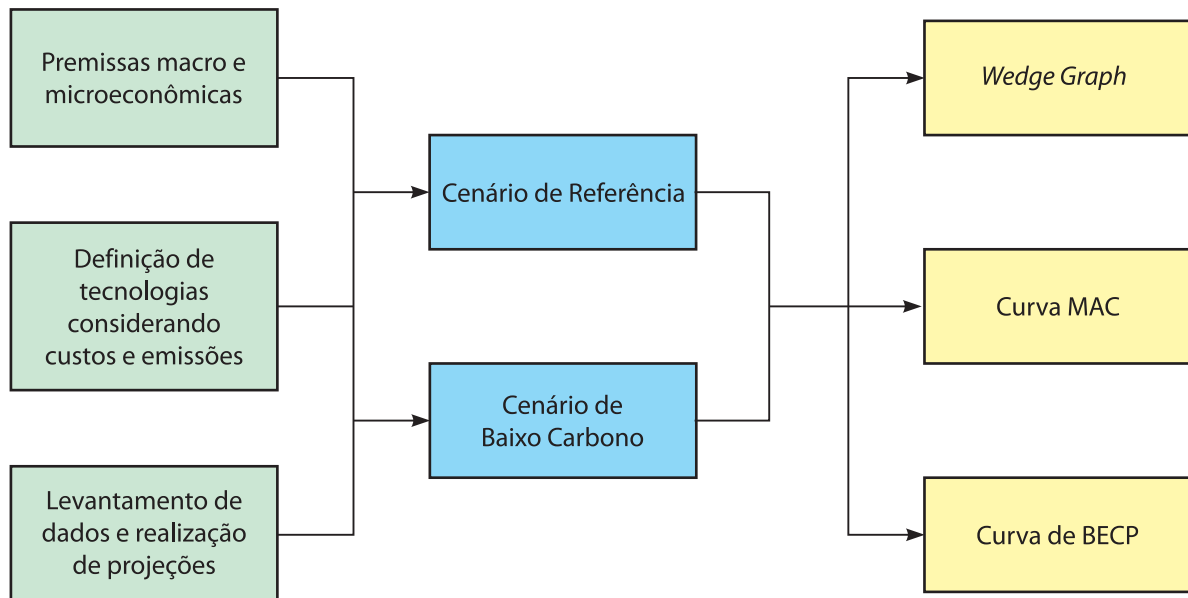 Premissas macro e
microeconômicas
Definição de
tecnologias
considerando
custos e emissões
Levantamento de
dados e realização
de projeções
Cenário de Referência
Cenário de
Baixo Carbono
Wedge Graph
Curva MAC
Curva de BECP